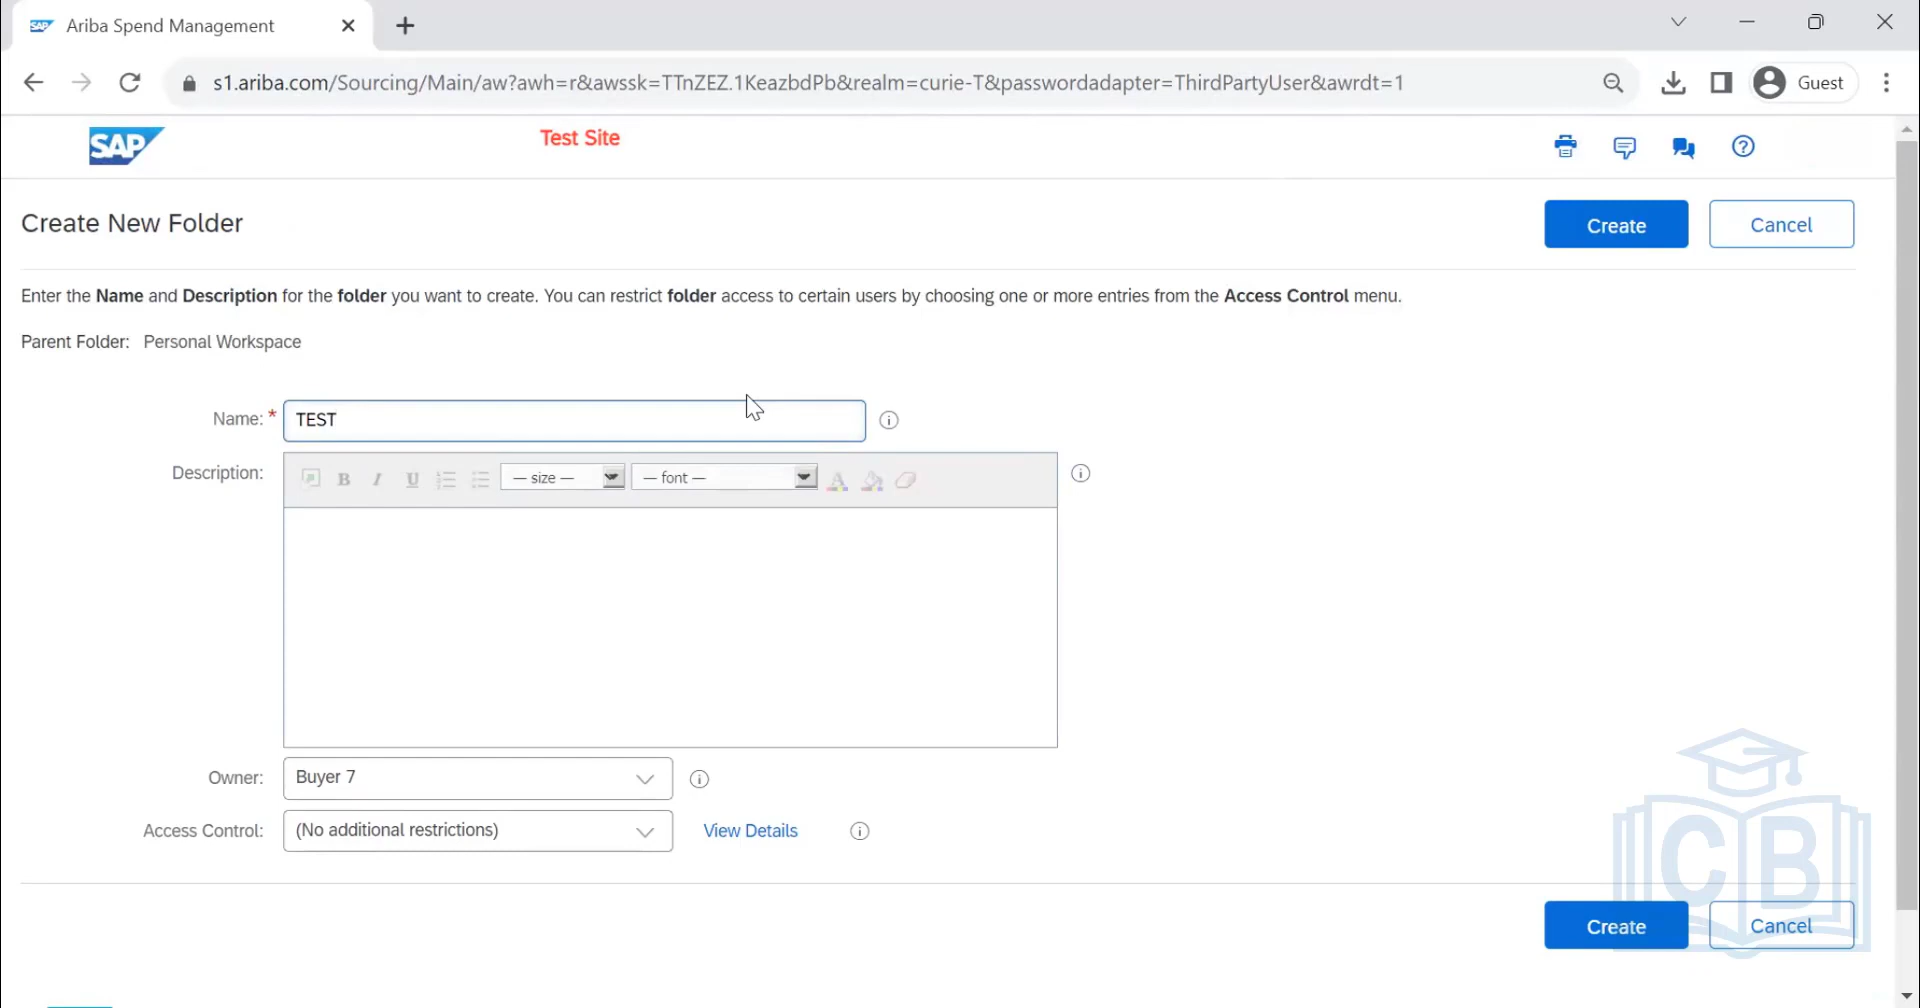 SAP Ariba Spend Management
s1.ariba.com/Sourcing/Main/aw?awh=r&awssk=TTnZEZ.1KeazbdPb&realm=curie-T&passwordadapter=ThirdPartyUser&awrdt=1
Guest
SAP
Test Site
Create New Folder
Create
Cancel
Enter the Name and Description for the folder you want to create. You can restrict folder access to certain users by choosing one or more entries from the Access Control menu.
Parent Folder: Personal Workspace
Name: * TEST
Description:
B I U — size — — font — A
Owner: Buyer 7
Access Control: (No additional restrictions) View Details
CB
Create
Cancel